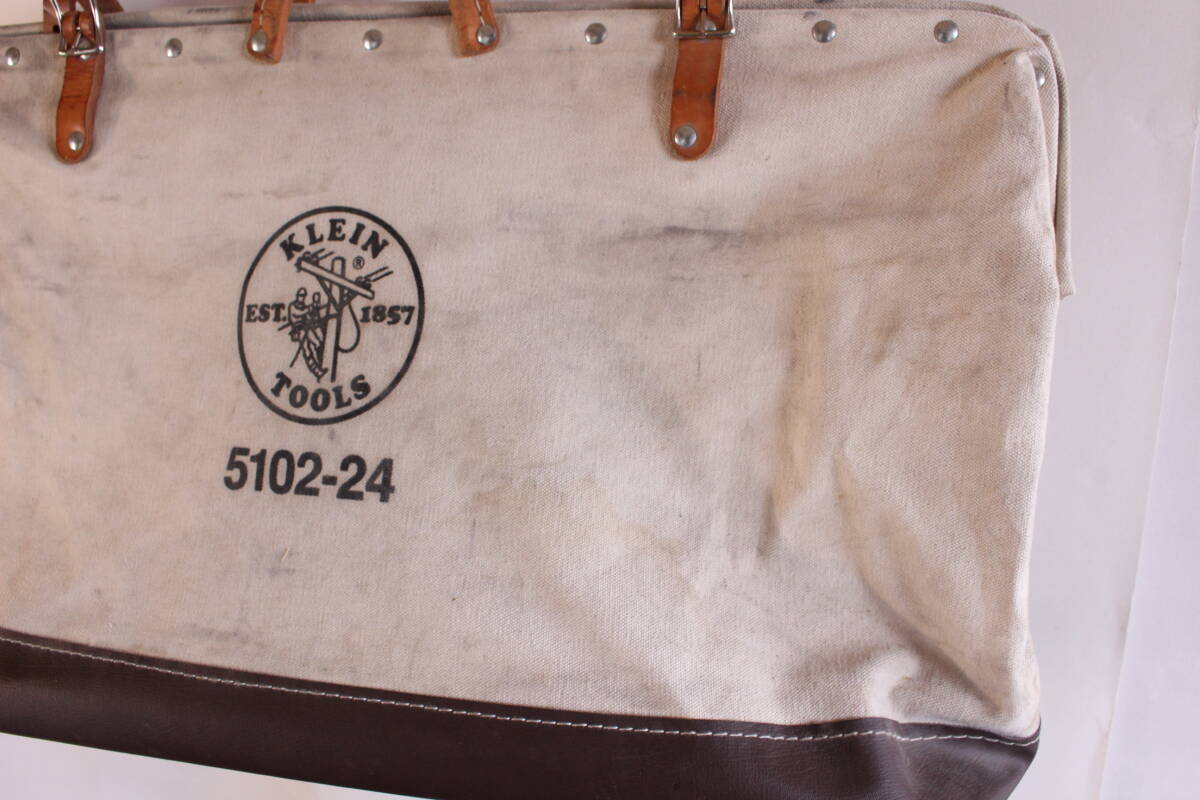 KLEIN
®
EST. 1857
TOOLS
5102-24